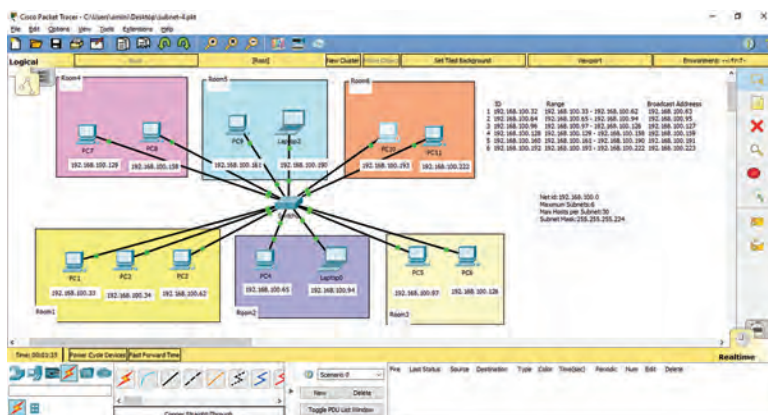 Cisco Packet Tracer - C:\Users\amini\Desktop\subnet-4.pkt
File Edit Options View Tools Extensions Help
Logical [Root] New Cluster Set Tiled Background Viewport
Room4
PC7
PC8
192.168.100.129
192.168.100.158
Room5
PC9
192.168.100.161
192.168.100.190
Room6
PC10
PC11
192.168.100.193
192.168.100.222
ID Range Broadcast Address
1 192.168.100.32 192.168.100.33 - 192.168.100.62 192.168.100.63
2 192.168.100.64 192.168.100.65 - 192.168.100.94 192.168.100.95
3 192.168.100.96 192.168.100.97 - 192.168.100.126 192.168.100.127
4 192.168.100.128 192.168.100.129 - 192.168.100.158 192.168.100.159
5 192.168.100.160 192.168.100.161 - 192.168.100.190 192.168.100.191
6 192.168.100.192 192.168.100.193 - 192.168.100.222 192.168.100.223
Net id: 192.168.100.0
Maximum Subnets:6
Max Hosts per Subnet:30
Subnet Mask:255.255.255.224
PC1
PC2
PC3
192.168.100.33
192.168.100.34
192.168.100.62
Room1
PC4
Laptop0
192.168.100.65
192.168.100.94
Room2
PC5
PC6
192.168.100.97
192.168.100.126
Room3
Power Cycle Devices Fast Forward Time
Realtime
Scenario 0
New Delete
Toggle PDU List Window
Fire Last Status Source Destination Type Color Time(sec) Periodic Num Edit Delete
Copper Straight-Through